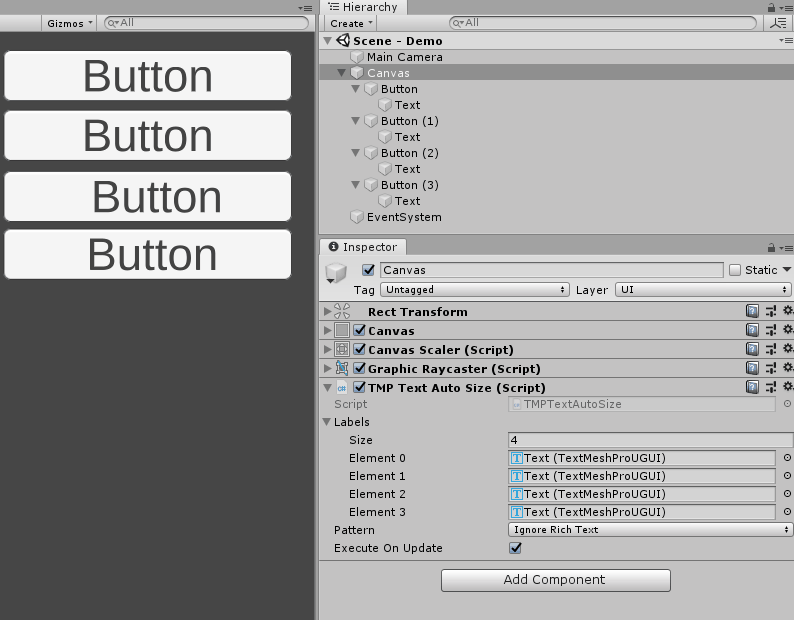 Gizmos
All
Button
Button
Button
Button
Hierarchy
Create
All
Scene - Demo
Main Camera
Canvas
Button
Text
Button (1)
Text
Button (2)
Text
Button (3)
Text
EventSystem
Inspector
Canvas
Static
Tag Untagged Layer UI
Rect Transform
Canvas
Canvas Scaler (Script)
Graphic Raycaster (Script)
TMP Text Auto Size (Script)
Script TMPTextAutoSize
Labels
Size 4
Element 0 Text (TextMeshProUGUI)
Element 1 Text (TextMeshProUGUI)
Element 2 Text (TextMeshProUGUI)
Element 3 Text (TextMeshProUGUI)
Pattern Ignore Rich Text
Execute On Update
Add Component